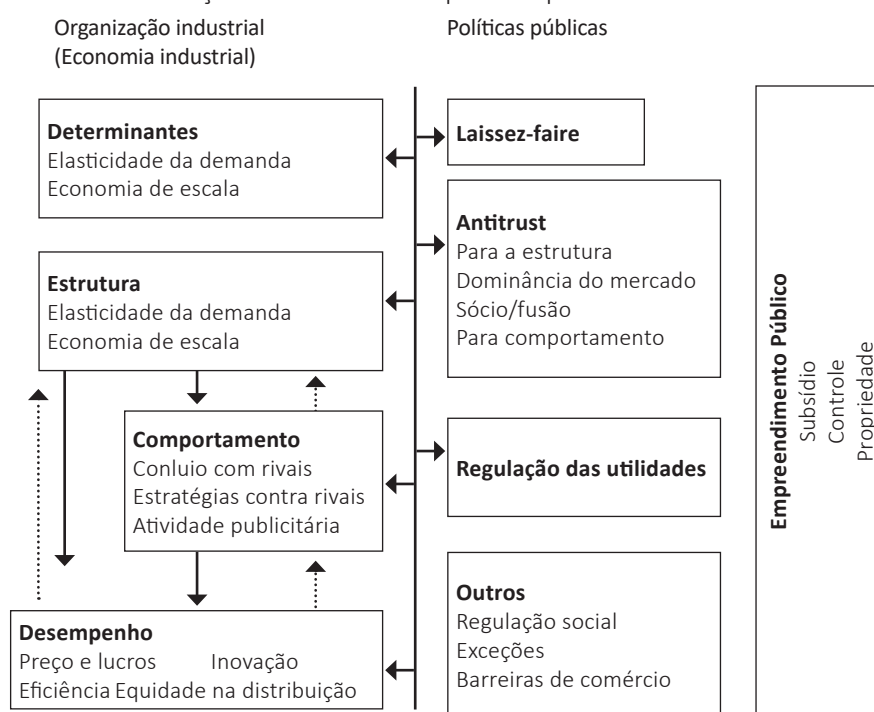 Organização industrial
(Economia industrial)
Políticas públicas
Determinantes
Elasticidade da demanda
Economia de escala
Laissez-faire
Antitrust
Para a estrutura
Dominância do mercado
Sócio/fusão
Para comportamento
Estrutura
Elasticidade da demanda
Economia de escala
Comportamento
Conluio com rivais
Estratégias contra rivais
Atividade publicitária
Regulação das utilidades
Desempenho
Preço e lucros Inovação
Eficiência Equidade na distribuição
Outros
Regulação social
Exceções
Barreiras de comércio
Empreendimento Público
Subsídio
Controle
Propriedade